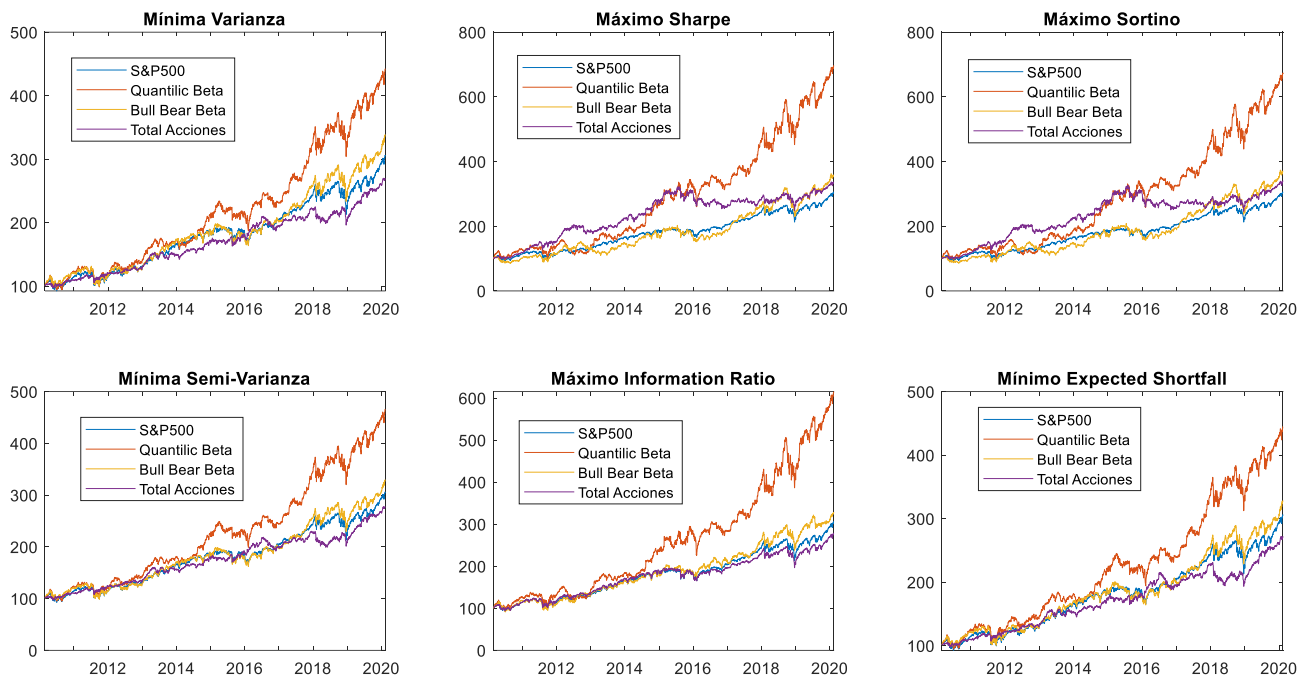 Mínima Varianza
500
400
300
200
100
S&P500
Quantilic Beta
Bull Bear Beta
Total Acciones
2012 2014 2016 2018 2020
Máximo Sharpe
800
600
400
200
0
S&P500
Quantilic Beta
Bull Bear Beta
Total Acciones
2012 2014 2016 2018 2020
Máximo Sortino
800
600
400
200
0
S&P500
Quantilic Beta
Bull Bear Beta
Total Acciones
2012 2014 2016 2018 2020
Mínima Semi-Varianza
500
400
300
200
100
0
S&P500
Quantilic Beta
Bull Bear Beta
Total Acciones
2012 2014 2016 2018 2020
Máximo Information Ratio
600
500
400
300
200
100
0
S&P500
Quantilic Beta
Bull Bear Beta
Total Acciones
2012 2014 2016 2018 2020
Mínimo Expected Shortfall
500
400
300
200
100
S&P500
Quantilic Beta
Bull Bear Beta
Total Acciones
2012 2014 2016 2018 2020